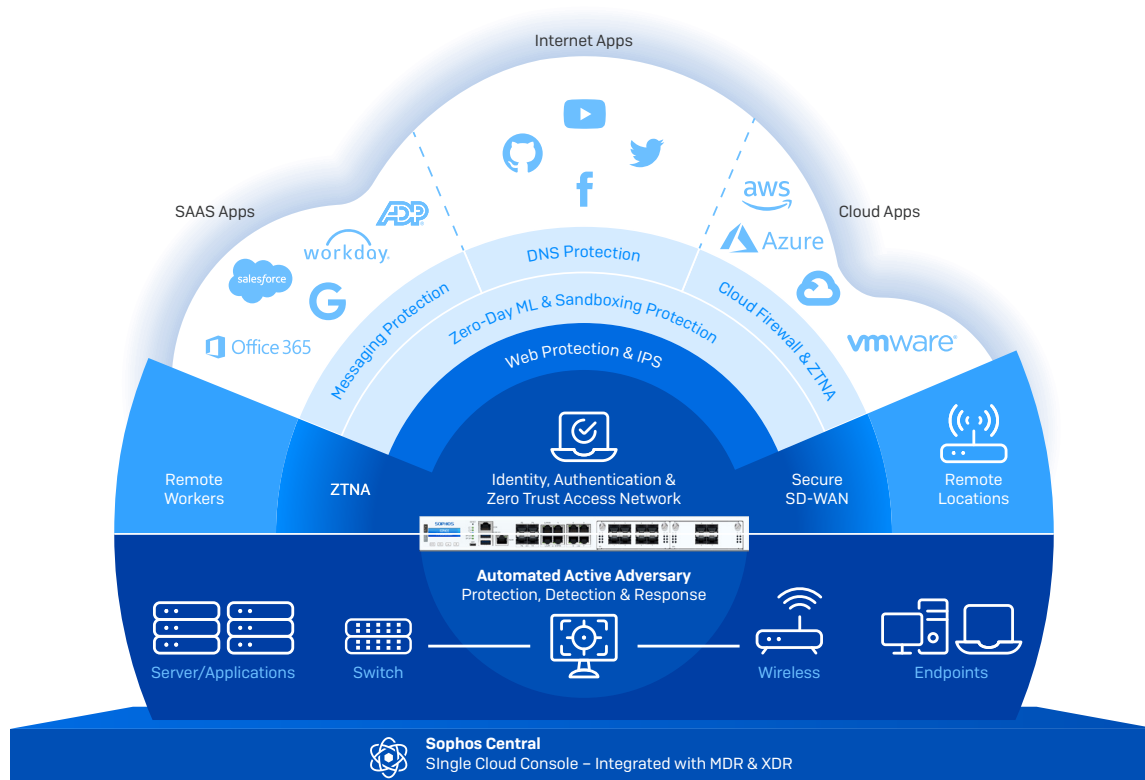 Internet Apps
SAAS Apps
Cloud Apps
ADP
workday.
salesforce
G
Office 365
aws
Azure
vmware
DNS Protection
Messaging Protection
Zero-Day ML & Sandboxing Protection
Cloud Firewall & ZTNA
Web Protection & IPS
Remote
Workers
ZTNA
Identity, Authentication &
Zero Trust Access Network
Secure
SD-WAN
Remote
Locations
SOPHOS
Automated Active Adversary
Protection, Detection & Response
Server/Applications
Switch
Wireless
Endpoints
Sophos Central
SIngle Cloud Console – Integrated with MDR & XDR